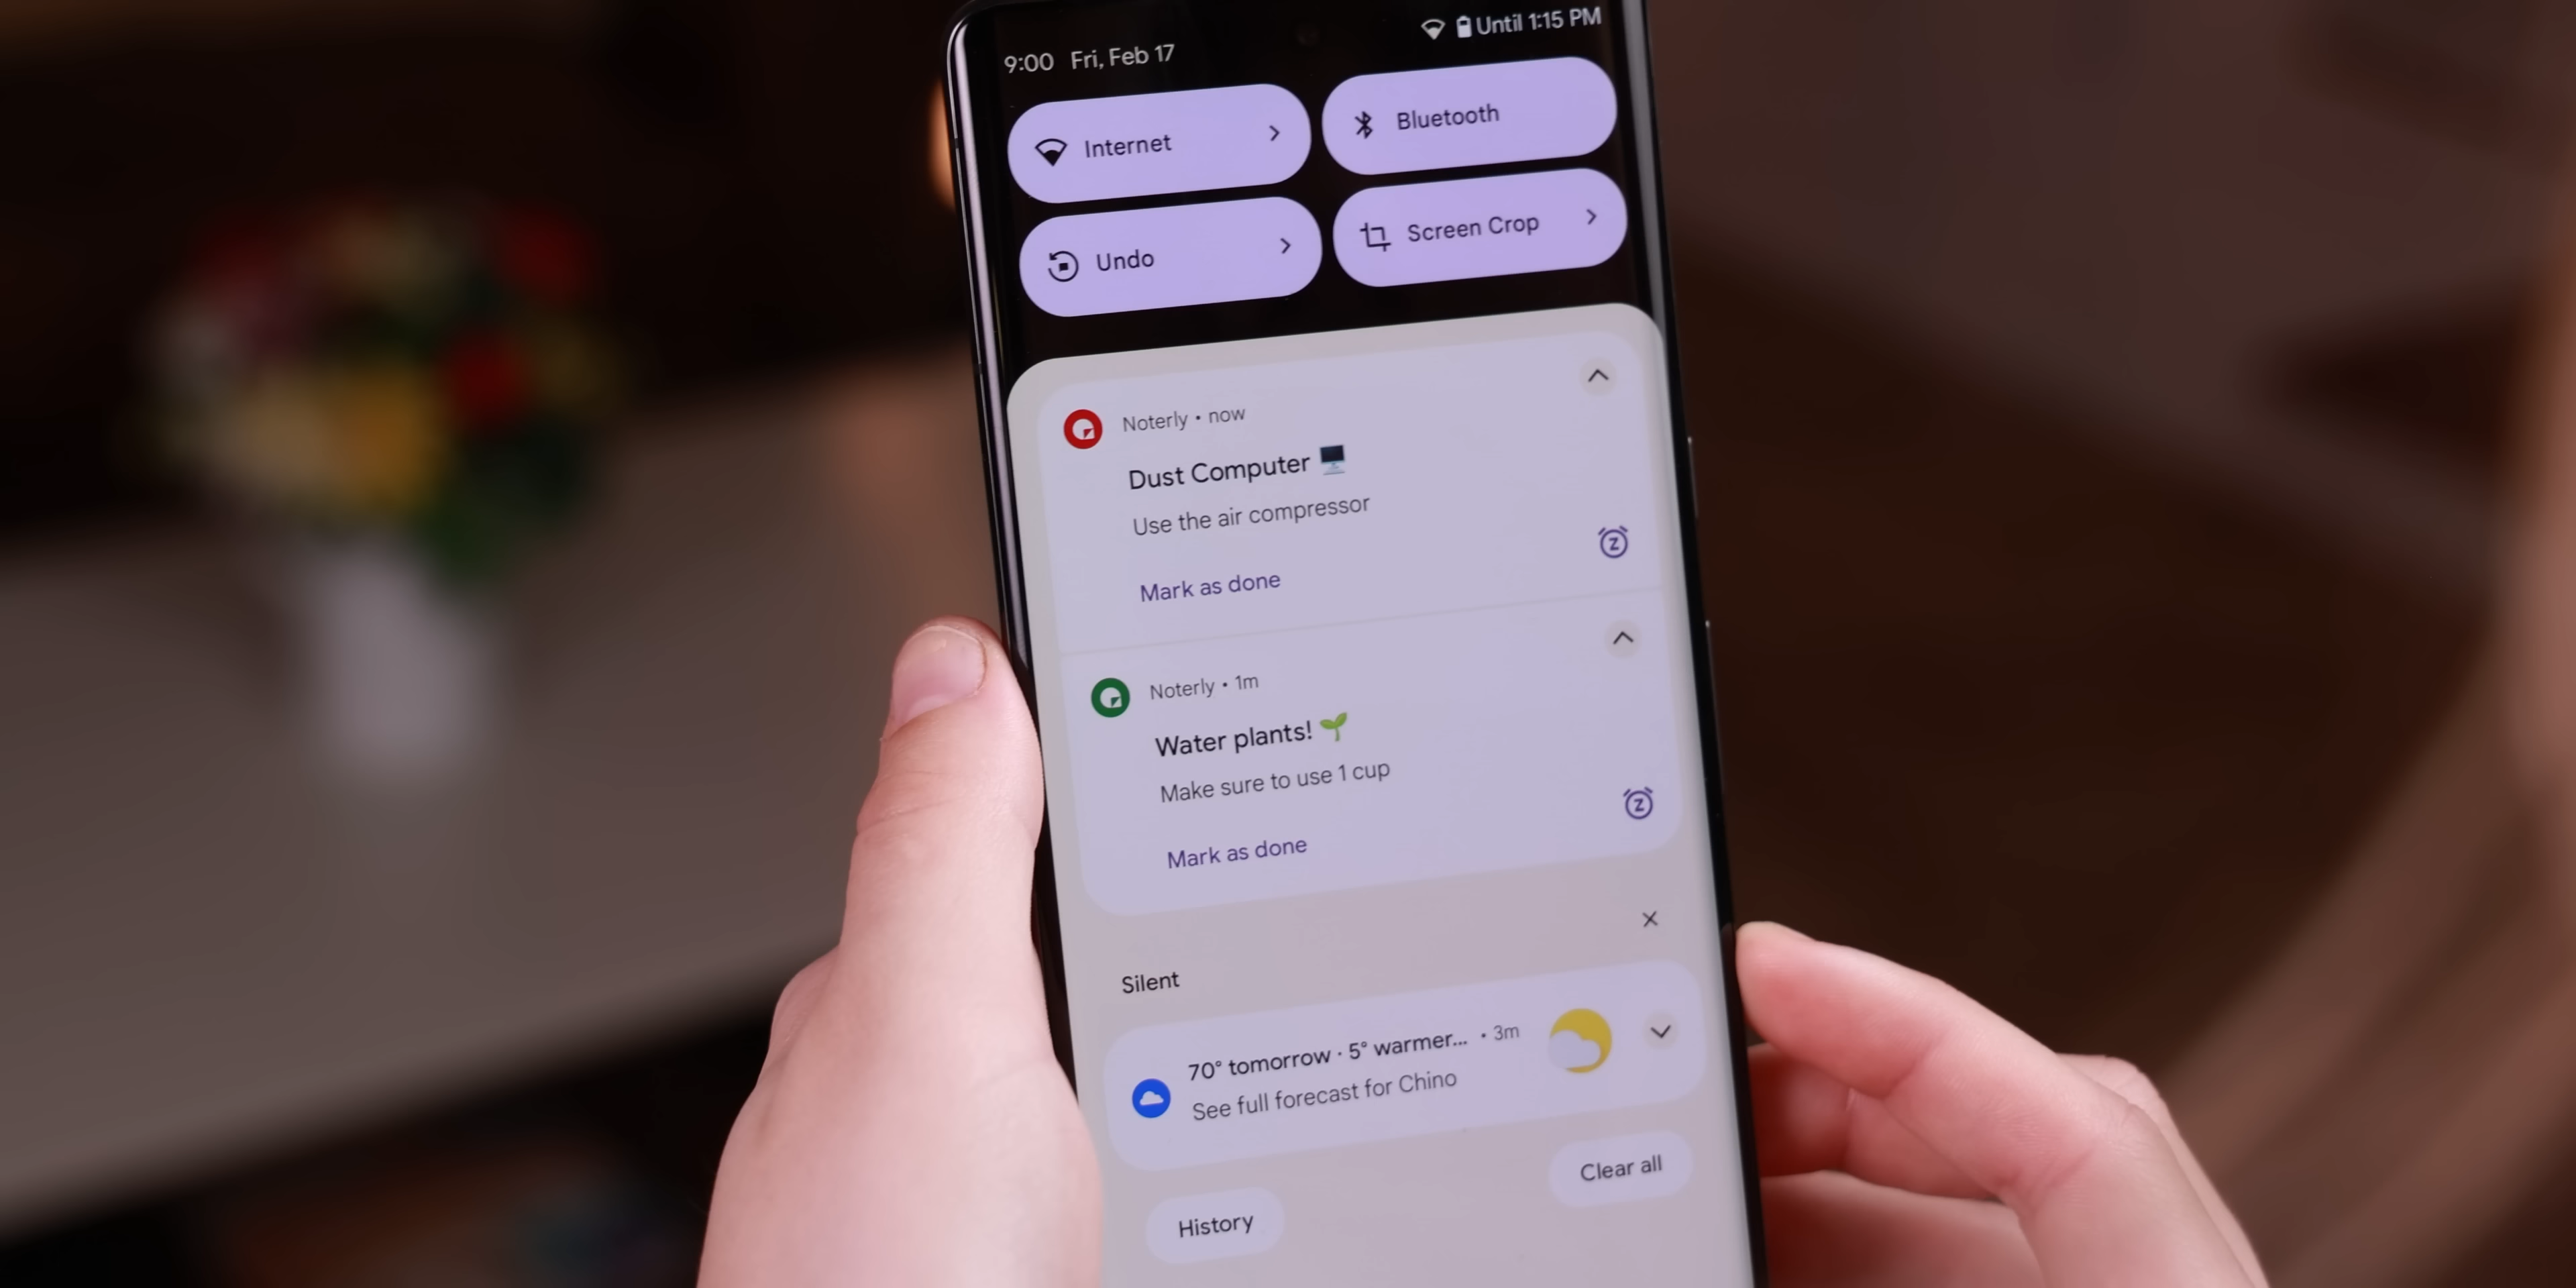 9:00 Fri, Feb 17 Until 1:15 PM
Internet Bluetooth
Undo Screen Crop
Noterly • now
Dust Computer 🖥️
Use the air compressor
Mark as done
Noterly • 1m
Water plants! 🌱
Make sure to use 1 cup
Mark as done
Silent
70° tomorrow · 5° warmer... • 3m
See full forecast for Chino
History Clear all